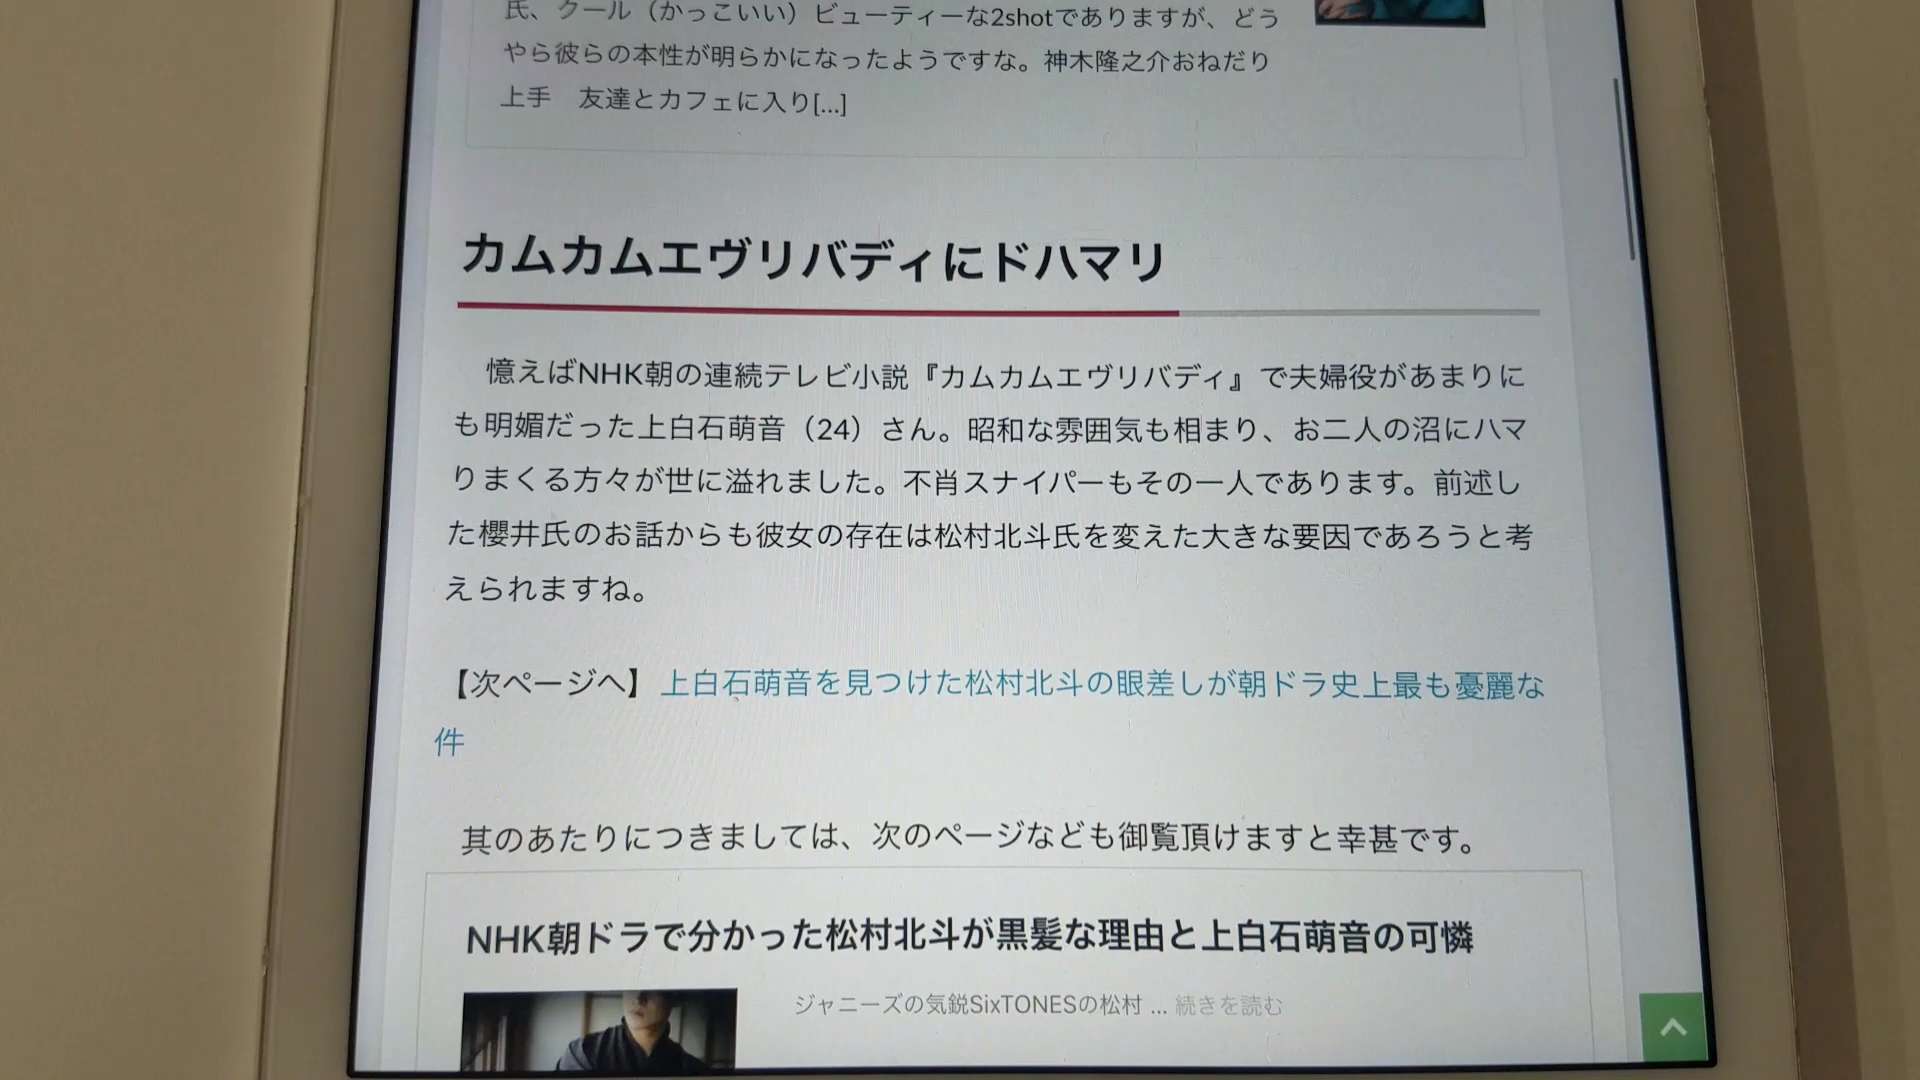 氏、クール（かっこいい）ビューティーな2shotでありますが、どう
やら彼らの本性が明らかになったようですな。神木隆之介おねだり
上手　友達とカフェに入り[...]
カムカムエヴリバディにドハマリ
憶えばNHK朝の連続テレビ小説『カムカムエヴリバディ』で夫婦役があまりに
も明媚だった上白石萌音（24）さん。昭和な雰囲気も相まり、お二人の沼にハマ
りまくる方々が世に溢れました。不肖スナイパーもその一人であります。前述し
た櫻井氏のお話からも彼女の存在は松村北斗氏を変えた大きな要因であろうと考
えられますね。
【次ページへ】上白石萌音を見つけた松村北斗の眼差しが朝ドラ史上最も憂麗な
件
其のあたりにつきましては、次のページなども御覧頂けますと幸甚です。
NHK朝ドラで分かった松村北斗が黒髪な理由と上白石萌音の可憐
ジャニーズの気鋭SixTONESの松村 ... 続きを読む